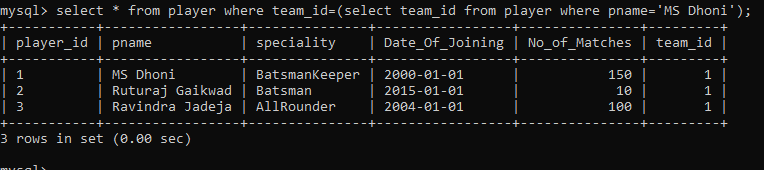 mysql> select * from player where team_id=(select team_id from player where pname='MS Dhoni');
+-----------+-----------------+---------------+-----------------+---------------+---------+
| player_id | pname           | speciality    | Date_Of_Joining | No_of_Matches | team_id |
+-----------+-----------------+---------------+-----------------+---------------+---------+
| 1         | MS Dhoni        | BatsmanKeeper | 2000-01-01      |           150 |       1 |
| 2         | Ruturaj Gaikwad | Batsman       | 2015-01-01      |            10 |       1 |
| 3         | Ravindra Jadeja | AllRounder    | 2004-01-01      |           100 |       1 |
+-----------+-----------------+---------------+-----------------+---------------+---------+
3 rows in set (0.00 sec)
mysql>